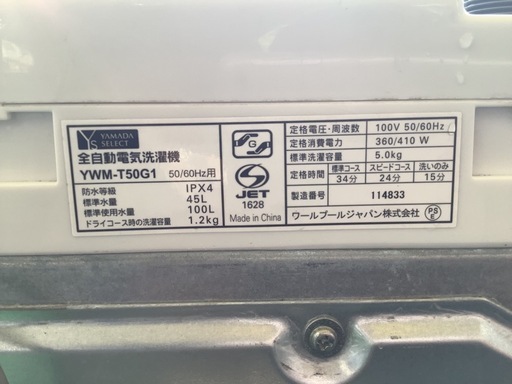 YS YAMADA SELECT
全自動電気洗濯機
YWM-T50G1 50/60Hz用
防水等級 IPX4
標準水量 45L
標準使用水量 100L
ドライコース時の洗濯容量 1.2kg
S
G
S
JET
1628
Made in China
定格電圧・周波数 100V 50/60Hz
定格消費電力 360/410 W
標準洗濯容量 5.0kg
定格時間 標準コース スピードコース 洗いのみ
34分 24分 15分
製造番号 114833
ワールプールジャパン株式会社
PS
E